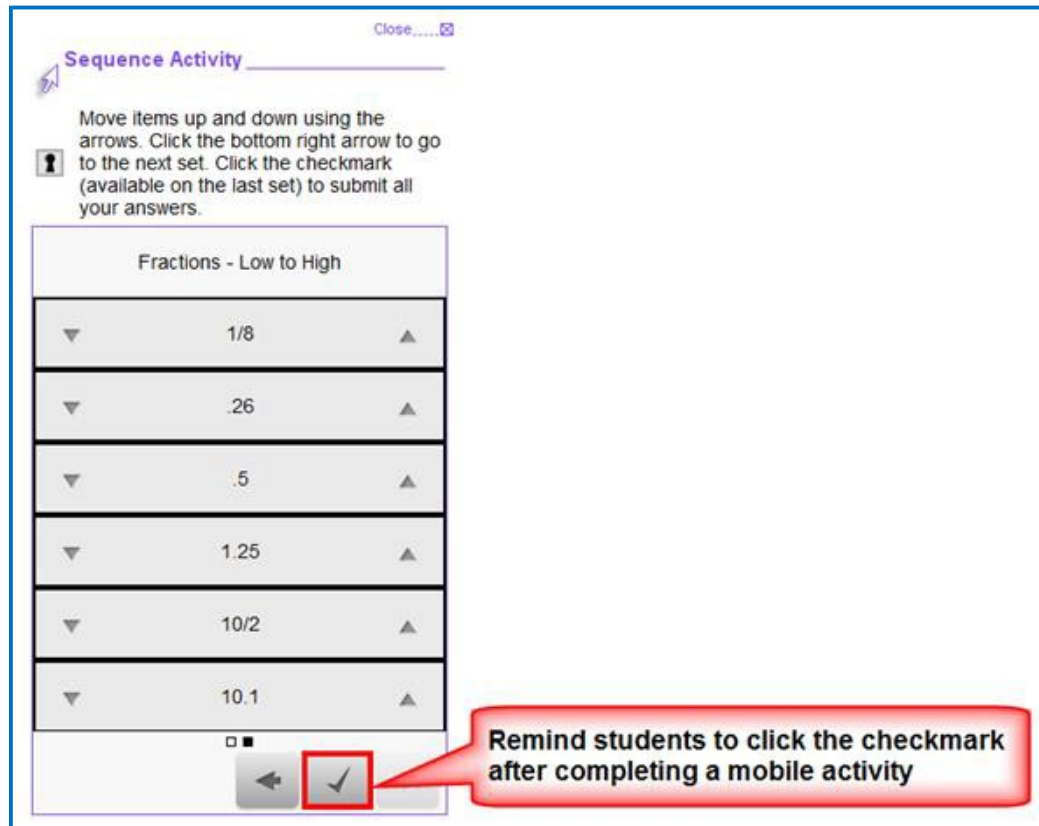 Close.....
Sequence Activity
Move items up and down using the
arrows. Click the bottom right arrow to go
to the next set. Click the checkmark
(available on the last set) to submit all
your answers.
Fractions - Low to High
1/8
.26
.5
1.25
10/2
10.1
Remind students to click the checkmark
after completing a mobile activity